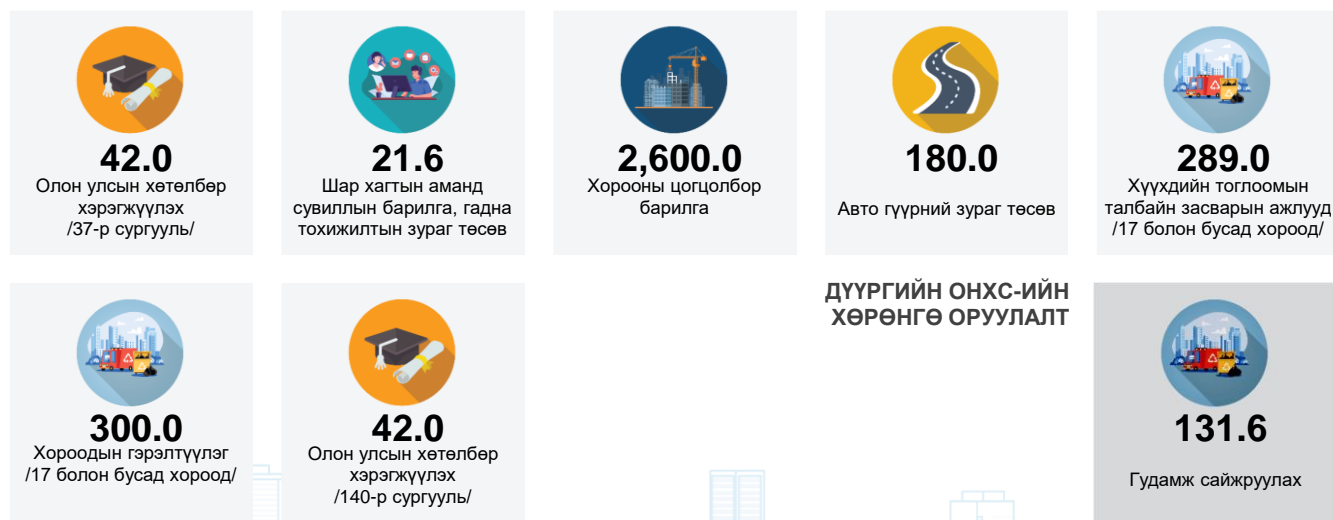 42.0
Олон улсын хөтөлбөр
хэрэгжүүлэх
/37-р сургууль/
21.6
Шар хагтын аманд
сувиллын барилга, гадна
тохижилтын зураг төсөв
2,600.0
Хорооны цогцолбор
барилга
180.0
Авто гүүрний зураг төсөв
289.0
Хүүхдийн тоглоомын
талбайн засварын ажлууд
/17 болон бусад хороод/
300.0
Хороодын гэрэлтүүлэг
/17 болон бусад хороод/
42.0
Олон улсын хөтөлбөр
хэрэгжүүлэх
/140-р сургууль/
ДҮҮРГИЙН ОНХС-ИЙН
ХӨРӨНГӨ ОРУУЛАЛТ
131.6
Гудамж сайжруулах